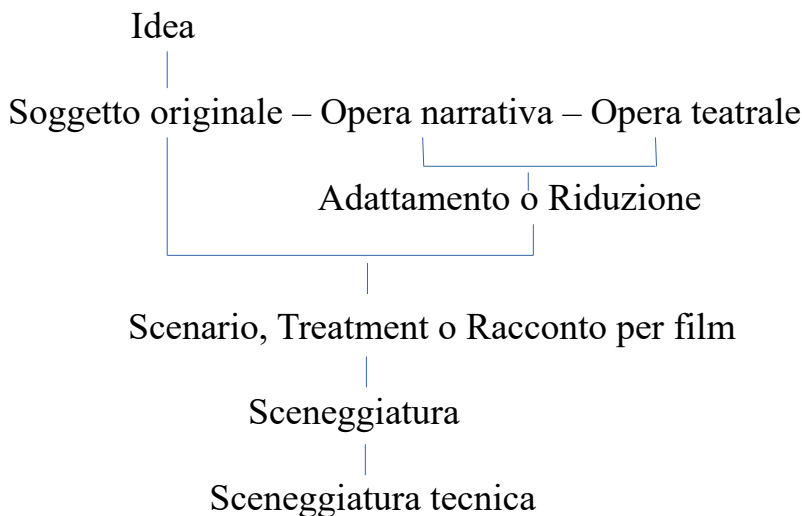 Idea
Soggetto originale – Opera narrativa – Opera teatrale
Adattamento o Riduzione
Scenario, Treatment o Racconto per film
Sceneggiatura
Sceneggiatura tecnica